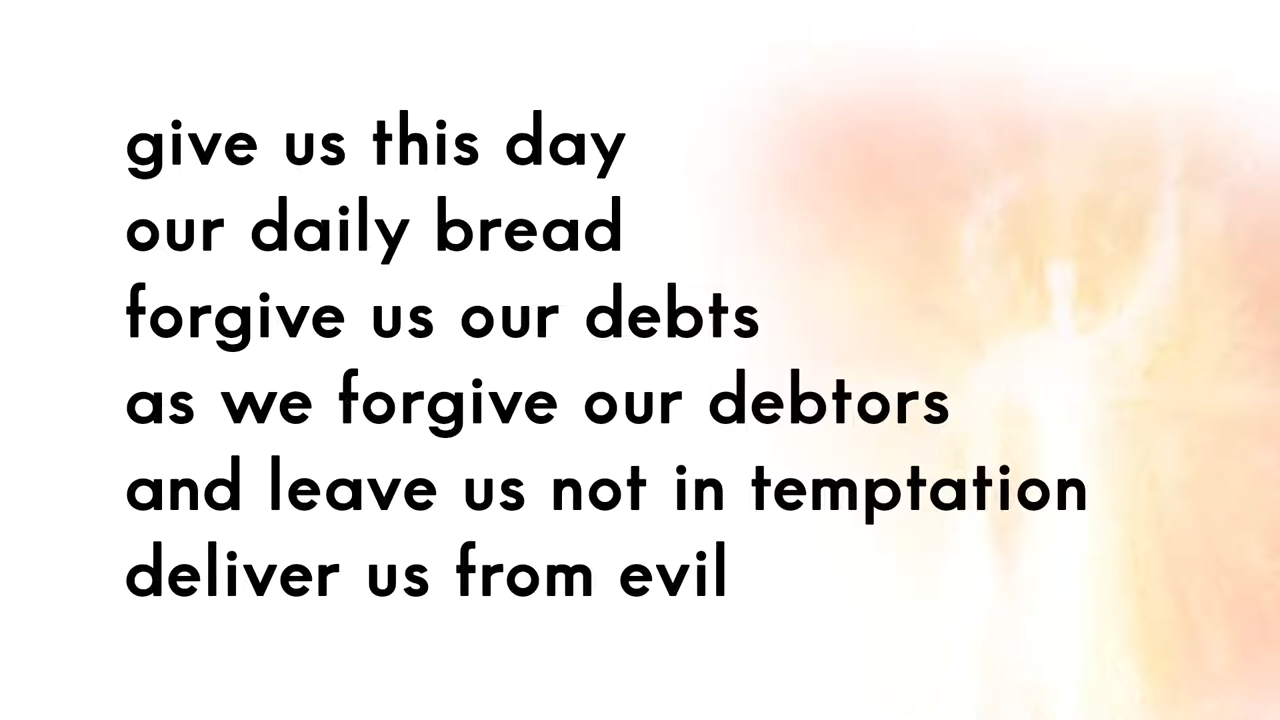 give us this day
our daily bread
forgive us our debts
as we forgive our debtors
and leave us not in temptation
deliver us from evil